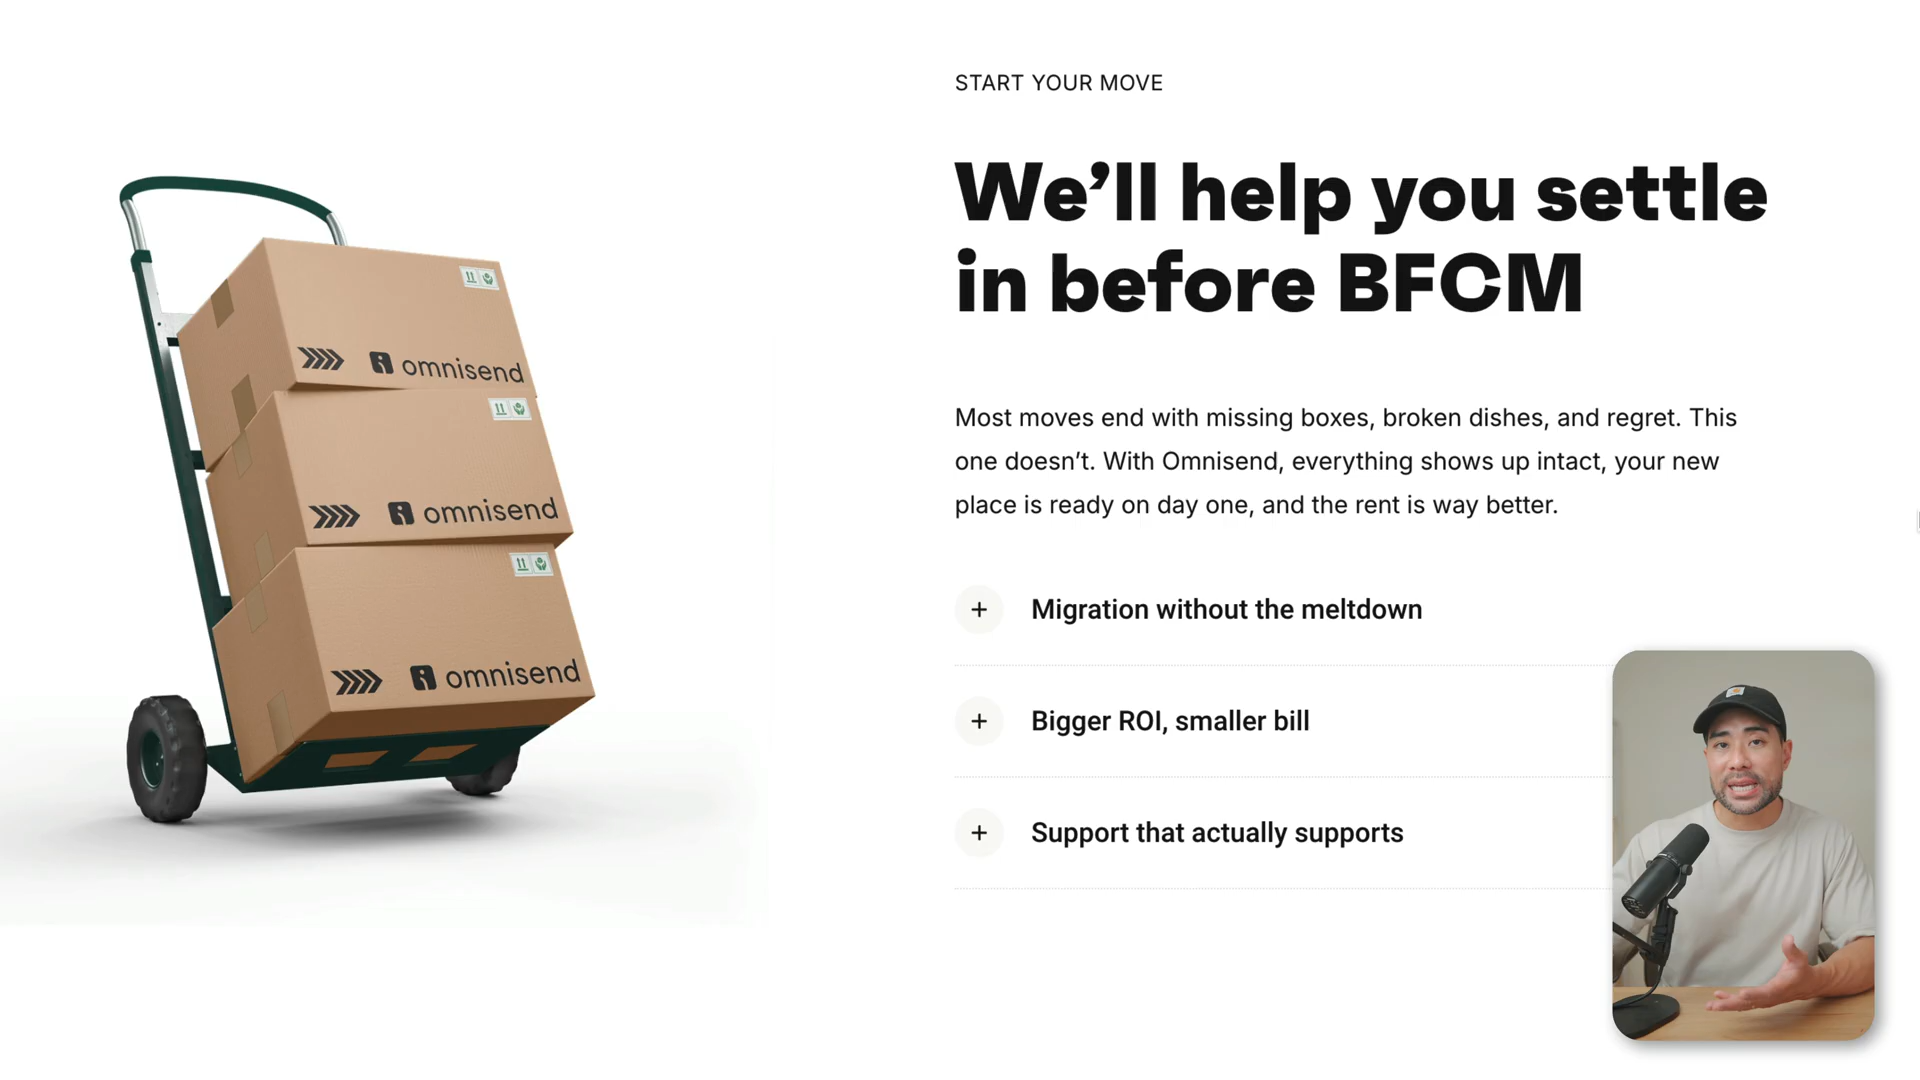 START YOUR MOVE
We’ll help you settle
in before BFCM
Most moves end with missing boxes, broken dishes, and regret. This
one doesn’t. With Omnisend, everything shows up intact, your new
place is ready on day one, and the rent is way better.
+ Migration without the meltdown
+ Bigger ROI, smaller bill
+ Support that actually supports
omnisend
omnisend
omnisend